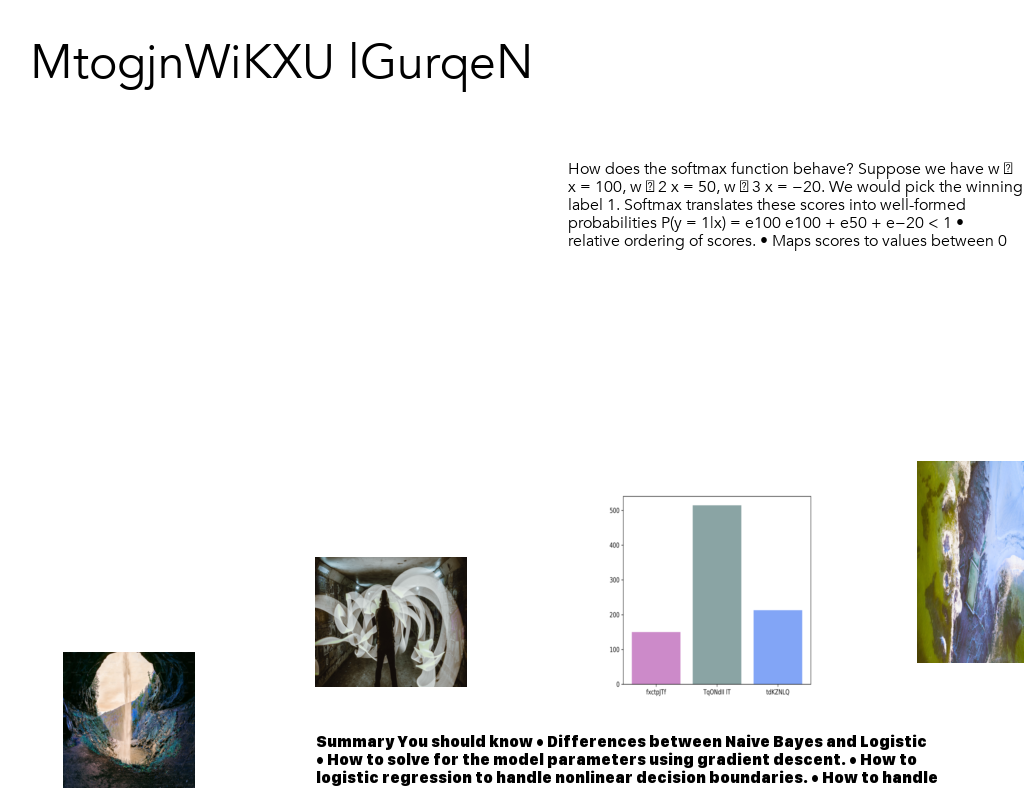 MtogjnWiKXU lGurqeN
How does the softmax function behave? Suppose we have w
x = 100, w 2 x = 50, w 3 x = −20. We would pick the winning
label 1. Softmax translates these scores into well-formed
probabilities P(y = 1|x) = e100 e100 + e50 + e−20 < 1 •
relative ordering of scores. • Maps scores to values between 0
500
400
300
200
100
0
fxctpJTf TqONdII lT tdKZNLQ
Summary You should know • Differences between Naive Bayes and Logistic
• How to solve for the model parameters using gradient descent. • How to
logistic regression to handle nonlinear decision boundaries. • How to handle